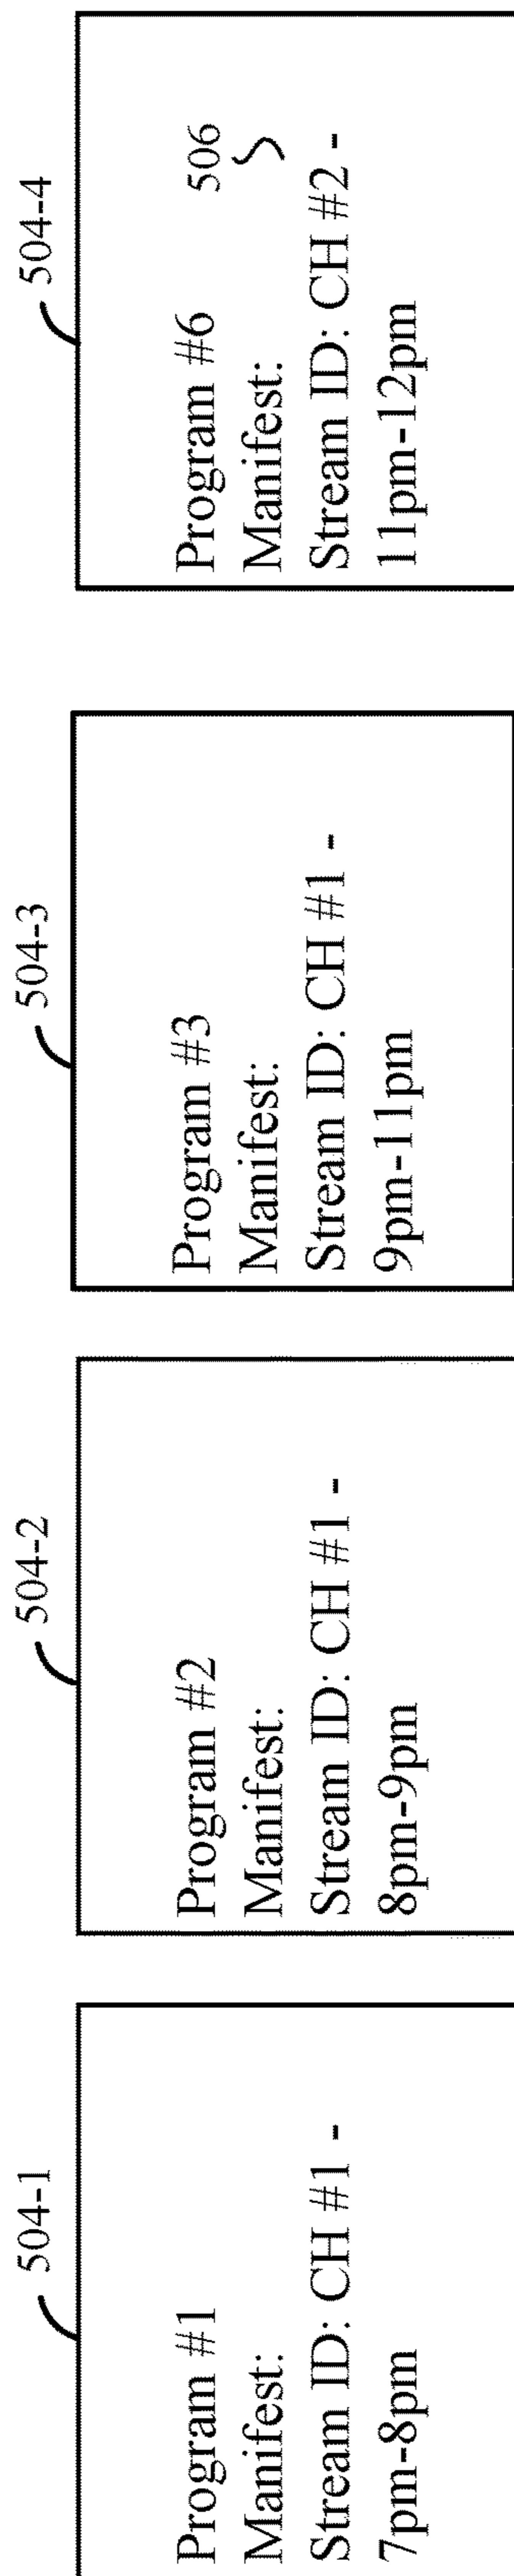 504-1
Program #1
Manifest:
Stream ID: CH #1 -
7pm-8pm
504-2
Program #2
Manifest:
Stream ID: CH #1 -
8pm-9pm
504-3
Program #3
Manifest:
Stream ID: CH #1 -
9pm-11pm
504-4
Program #6
506
Manifest:
Stream ID: CH #2 -
11pm-12pm